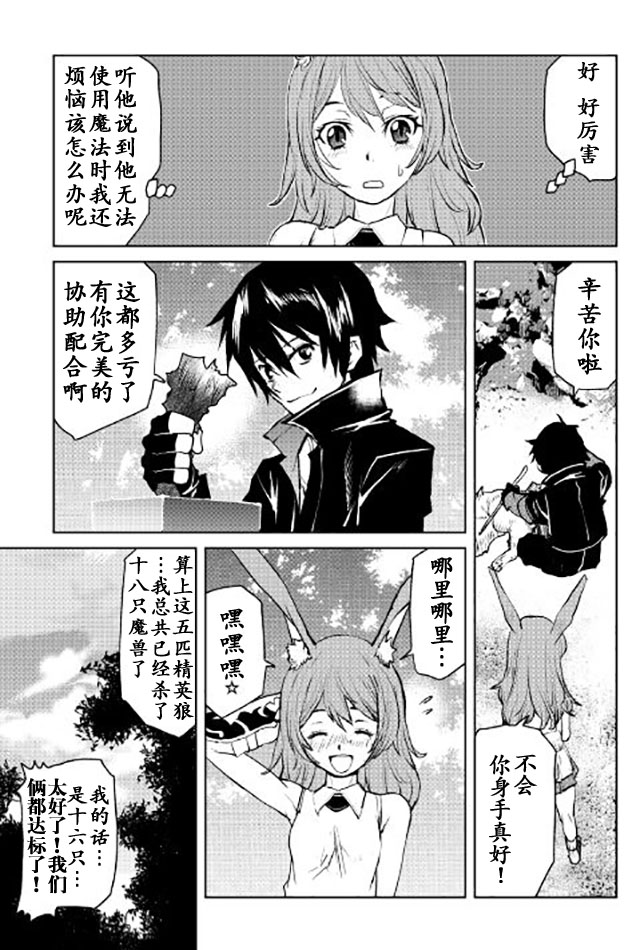 好 好厉害
听他说到他无法
使用魔法时我还
烦恼该怎么办呢
辛苦你啦
不会
你身手真好！
这都多亏了
有你完美的
协助配合啊
哪里哪里…
嘿嘿嘿☆
算上这五匹精英狼
…我总共已经杀了
十八只魔兽了
我的话…
是十六只…
太好了！我们
俩都达标了！